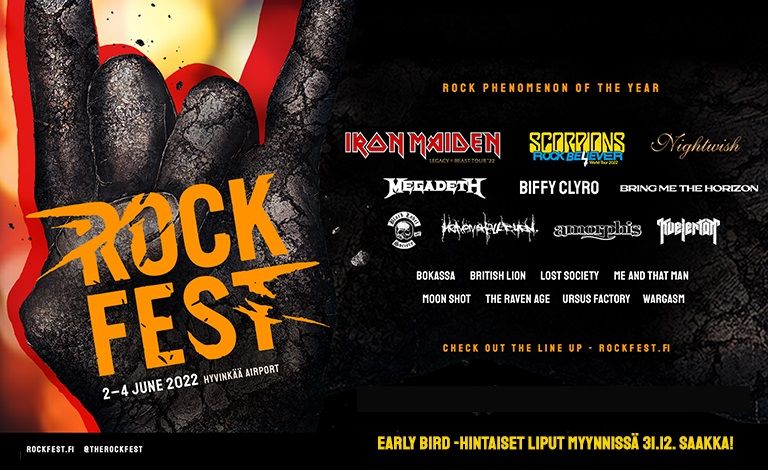 ROCK
FEST
2–4 JUNE 2022 HYVINKÄÄ AIRPORT
ROCKFEST.FI @THEROCKFEST
ROCK PHENOMENON OF THE YEAR
IRON MAIDEN
LEGACY OF THE BEAST TOUR '22
SCORPIONS
ROCK BELIEVER
World Tour 2022
Nightwish
MEGADETH BIFFY CLYRO BRING ME THE HORIZON
HEAVEN SHALL BURN amorphis Kvelertak
BOKASSA BRITISH LION LOST SOCIETY ME AND THAT MAN
MOON SHOT THE RAVEN AGE URSUS FACTORY WARGASM
CHECK OUT THE LINE UP - ROCKFEST.FI
EARLY BIRD -HINTAISET LIPUT MYYNNISSÄ 31.12. SAAKKA!